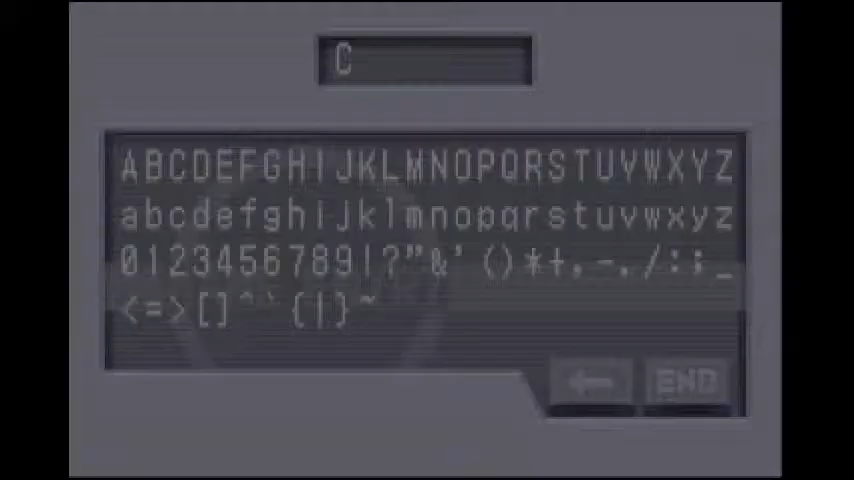 C
ABCDEFGHIJKLMNOPQRSTUVWXYZ
abcdefghijklmnopqrstuvwxyz
0123456789!?"&'()*+,-./:;_
<=>[]^`{|}~
← END